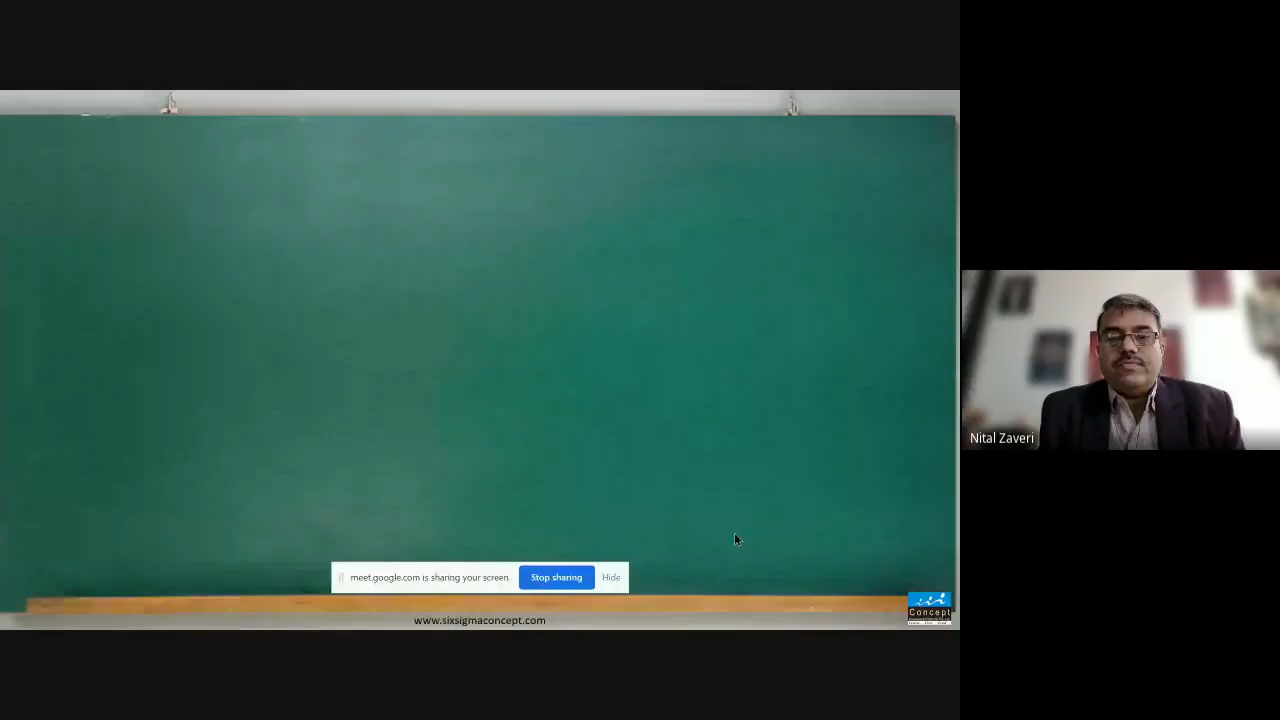 Nital Zaveri
meet.google.com is sharing your screen.
Stop sharing
Hide
Concept
www.sixsigmaconcept.com